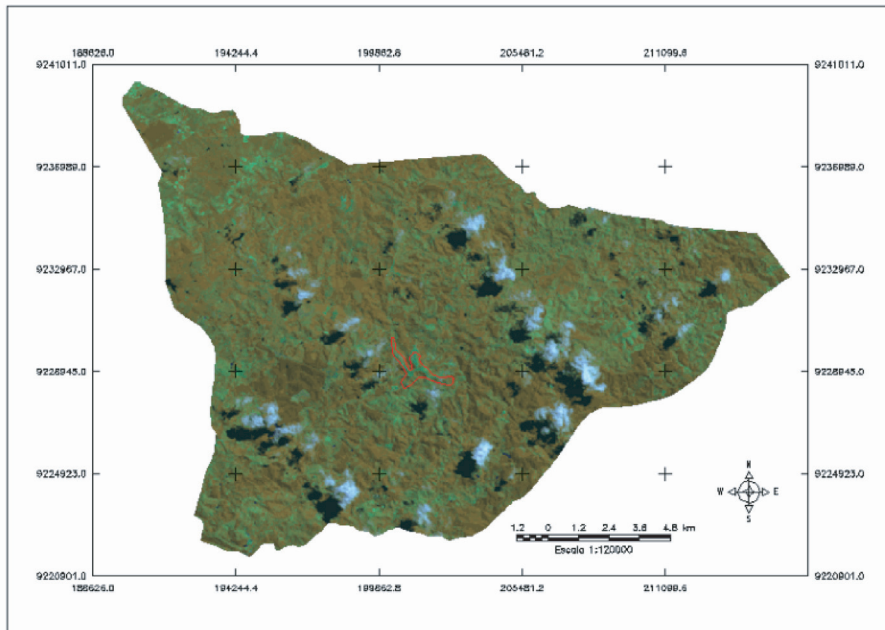 188626.0 194244.4 199862.8 205481.2 211099.6
9241011.0 9241011.0
9236989.0 9236989.0
9232967.0 9232967.0
9228945.0 9228945.0
9224923.0 9224923.0
N
W E
S
1.2 0 1.2 2.4 3.6 4.8 km
Escala 1:120000
9220901.0 9220901.0
188626.0 194244.4 199862.8 205481.2 211099.6